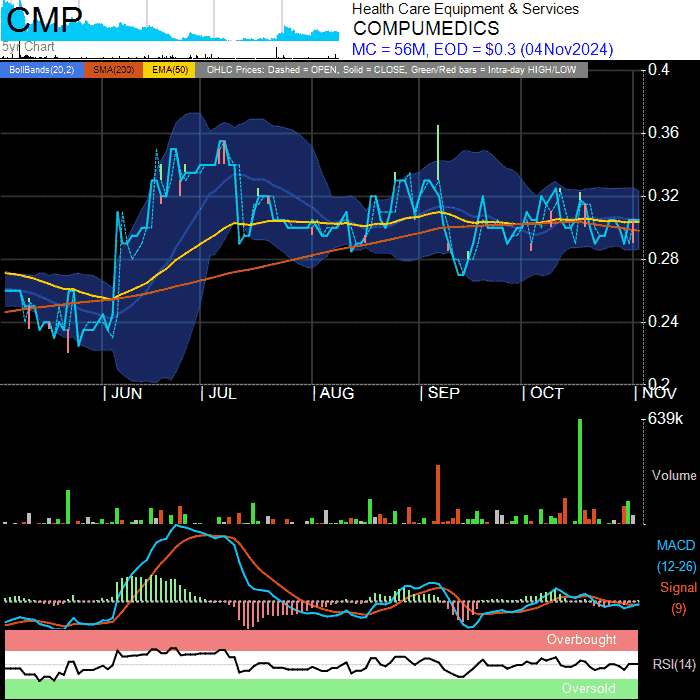 CMP
5yr Chart
Health Care Equipment & Services
COMPUMEDICS
MC = 56M, EOD = $0.3 (04Nov2024)
BollBands(20,2) SMA(200) EMA(50) OHLC Prices: Dashed = OPEN, Solid = CLOSE, Green/Red bars = Intra-day HIGH/LOW
0.4
0.36
0.32
0.28
0.24
0.2
JUN JUL AUG SEP OCT NOV
639k
Volume
MACD
(12-26)
Signal
(9)
Overbought
RSI(14)
Oversold